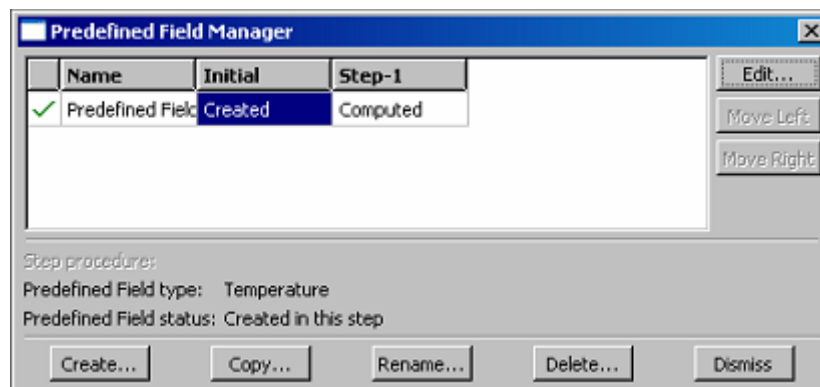 Predefined Field Manager
Name Initial Step-1
Predefined Field Created Computed
Edit...
Move Left
Move Right
Step procedure:
Predefined Field type: Temperature
Predefined Field status: Created in this step
Create... Copy... Rename... Delete... Dismiss